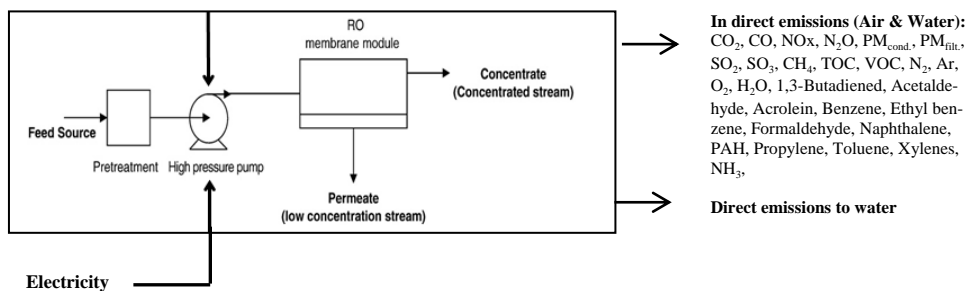 RO
membrane module
Concentrate
(Concentrated stream)
Feed Source
Pretreatment
High pressure pump
Permeate
(low concentration stream)
Electricity
In direct emissions (Air & Water):
CO₂, CO, NOx, N₂O, PM_cond., PM_filt.,
SO₂, SO₃, CH₄, TOC, VOC, N₂, Ar,
O₂, H₂O, 1,3-Butadiened, Acetalde-
hyde, Acrolein, Benzene, Ethyl ben-
zene, Formaldehyde, Naphthalene,
PAH, Propylene, Toluene, Xylenes,
NH₃,
Direct emissions to water